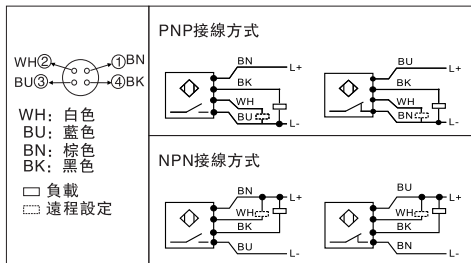 WH② ①BN
BU③ ④BK
WH：白色
BU：藍色
BN：棕色
BK：黑色
負載
遠程設定
PNP接線方式
BN L+
BK
WH
BU L-
BU L+
BK
WH
BN L-
NPN接線方式
BN L+
WH
BK
BU L-
BU L+
WH
BK
BN L-